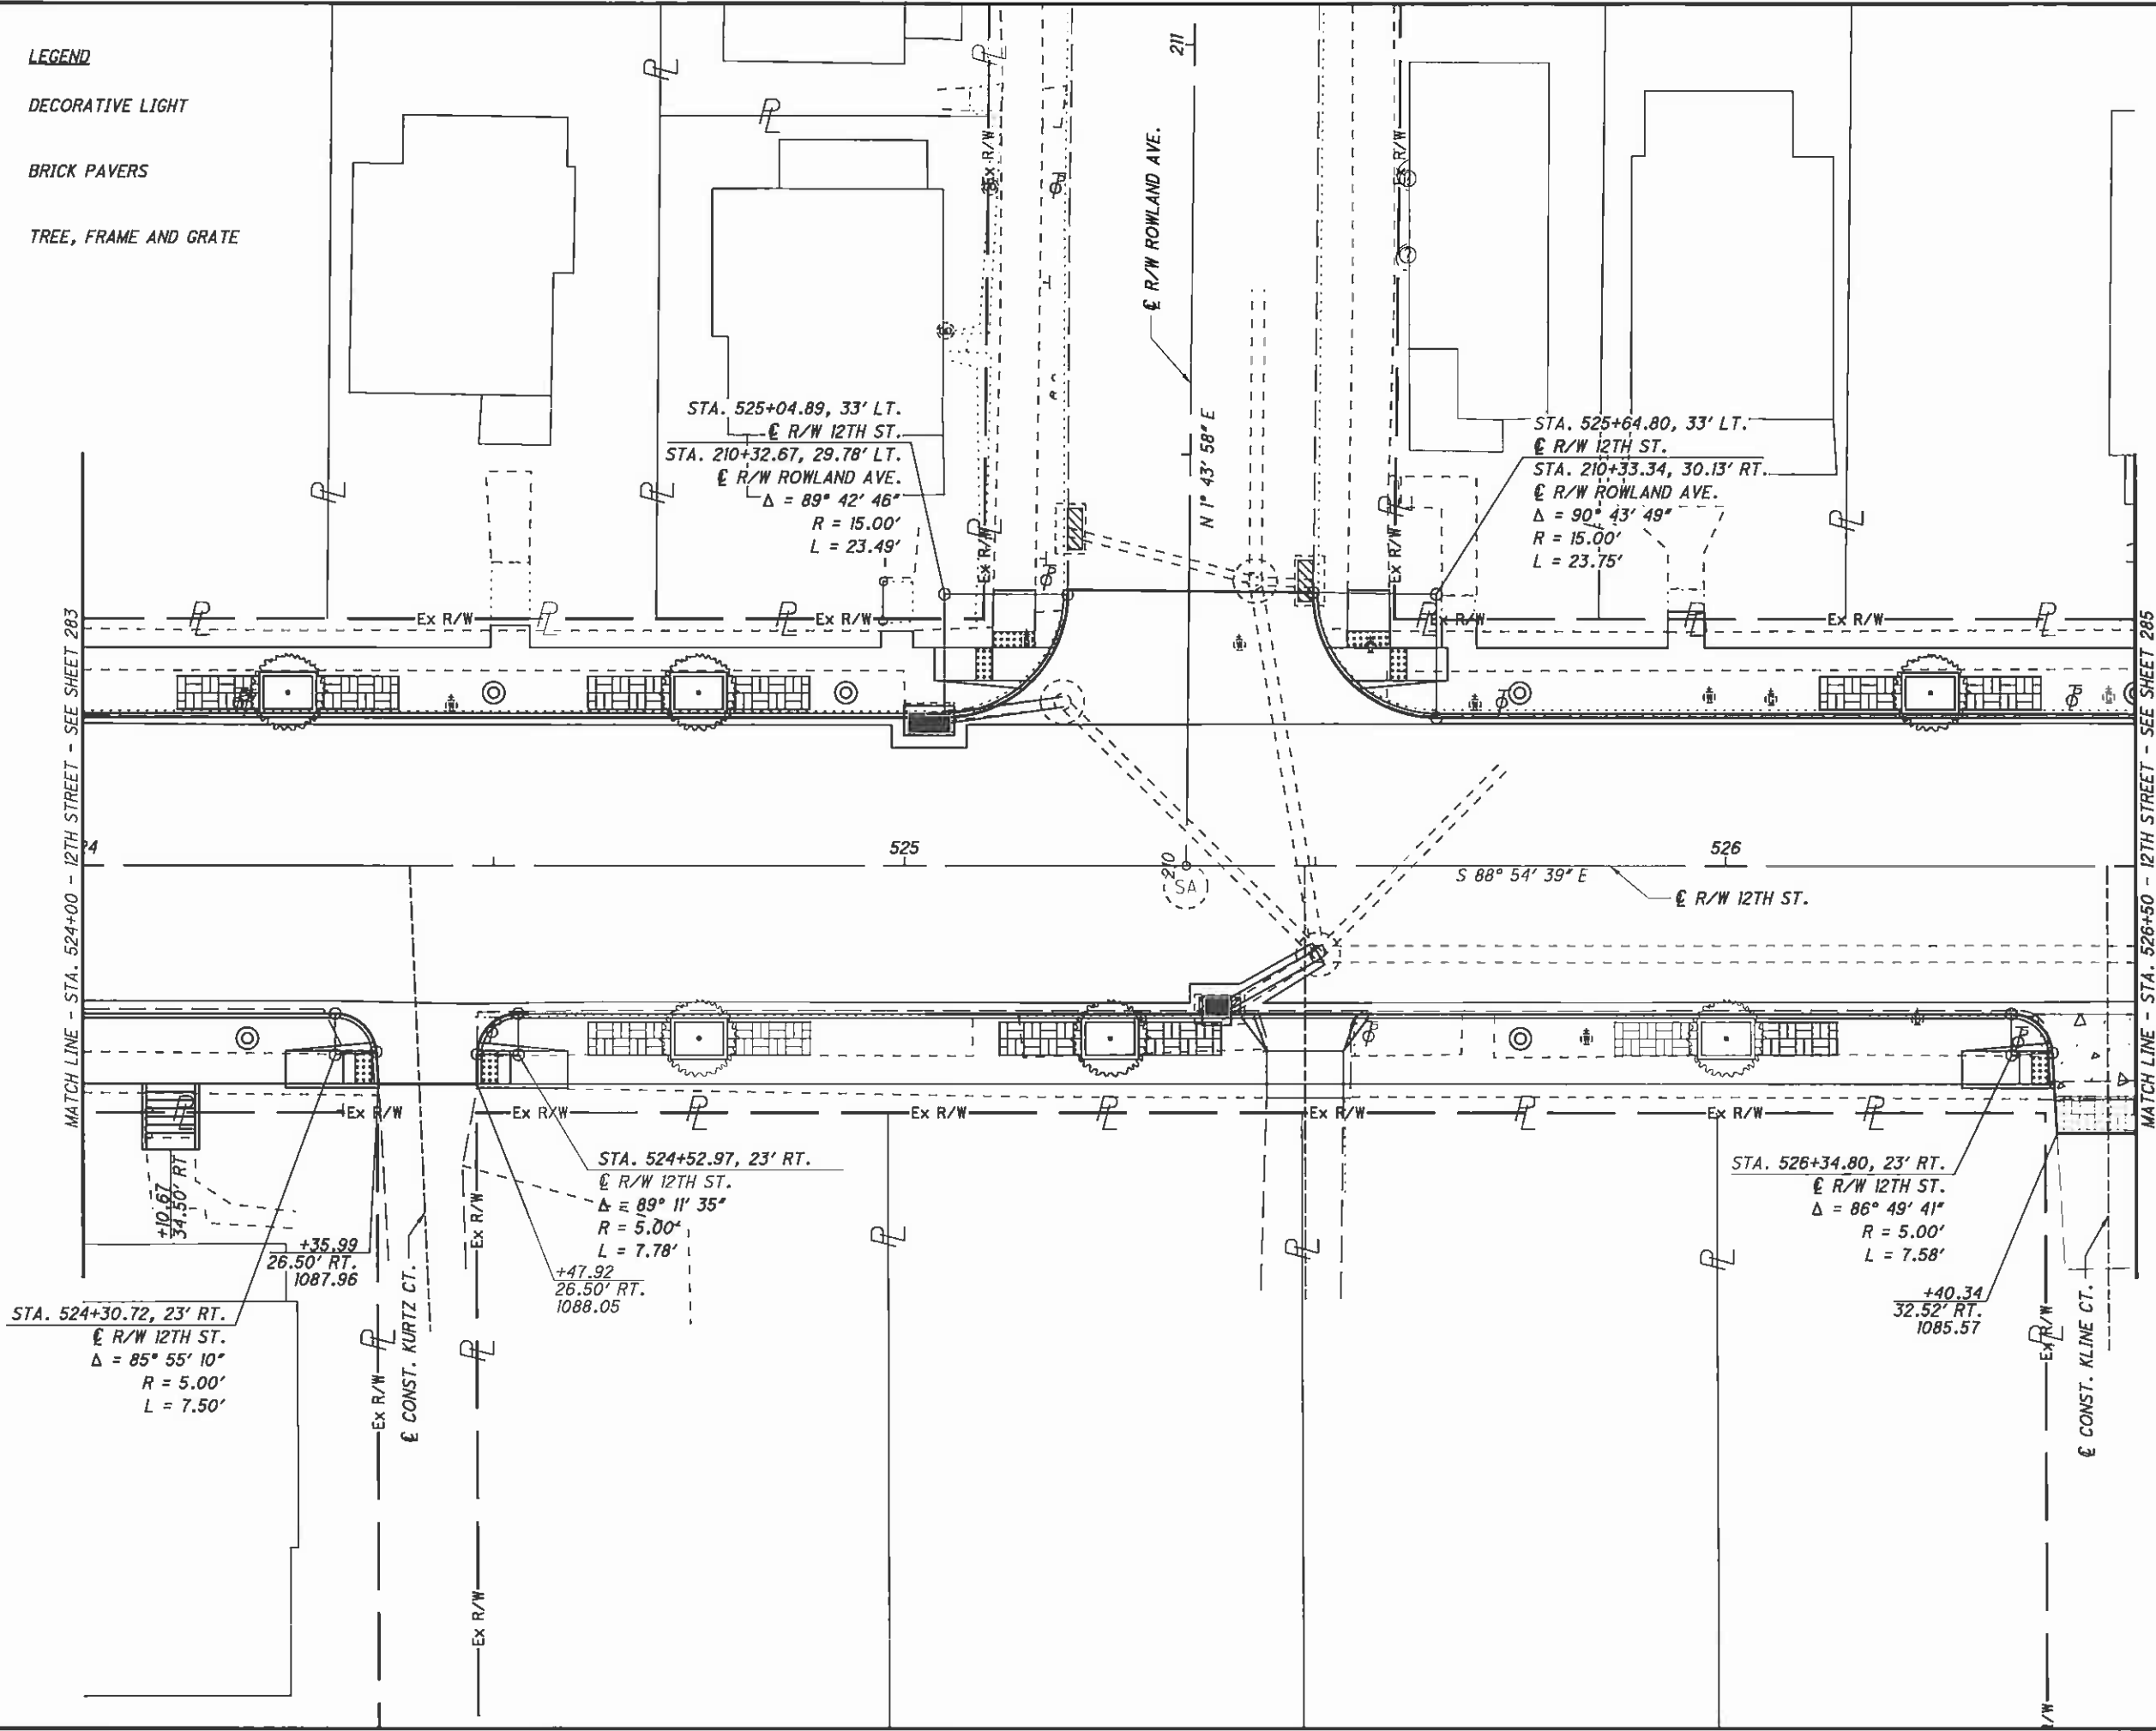 LEGEND
DECORATIVE LIGHT
BRICK PAVERS
TREE, FRAME AND GRATE
211
℄ R/W ROWLAND AVE.
N 1° 43' 58" E
Ex R/W
Ex R/W
Ex R/W
Ex R/W
STA. 525+04.89, 33' LT.
℄ R/W 12TH ST.
STA. 210+32.67, 29.78' LT.
℄ R/W ROWLAND AVE.
Δ = 89° 42' 46"
R = 15.00'
L = 23.49'
STA. 525+64.80, 33' LT.
℄ R/W 12TH ST.
STA. 210+33.34, 30.13' RT.
℄ R/W ROWLAND AVE.
Δ = 90° 43' 49"
R = 15.00'
L = 23.75'
Ex R/W
Ex R/W
Ex R/W
Ex R/W
MATCH LINE - STA. 524+00 - 12TH STREET - SEE SHEET 283
MATCH LINE - STA. 526+50 - 12TH STREET - SEE SHEET 285
24
525
526
210
SA
S 88° 54' 39" E
℄ R/W 12TH ST.
Ex R/W
Ex R/W
Ex R/W
Ex R/W
Ex R/W
+10.67
34.50' RT
+35.99
26.50' RT.
1087.96
STA. 524+30.72, 23' RT.
℄ R/W 12TH ST.
Δ = 85° 55' 10"
R = 5.00'
L = 7.50'
Ex R/W
℄ CONST. KURTZ CT.
Ex R/W
Ex R/W
STA. 524+52.97, 23' RT.
℄ R/W 12TH ST.
Δ = 89° 11' 35"
R = 5.00'
L = 7.78'
+47.92
26.50' RT.
1088.05
STA. 526+34.80, 23' RT.
℄ R/W 12TH ST.
Δ = 86° 49' 41"
R = 5.00'
L = 7.58'
+40.34
32.52' RT.
1085.57
Ex R/W
R/W
℄ CONST. KLINE CT.